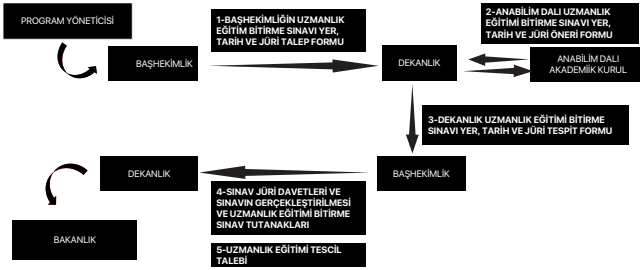 PROGRAM YÖNETİCİSİ
1-BAŞHEKİMLİĞİN UZMANLIK
EĞİTİM BİTİRME SINAVI YER,
TARİH VE JÜRİ TALEP FORMU
2-ANABİLİM DALI UZMANLIK
EĞİTİMİ BİTİRME SINAVI YER,
TARİH VE JÜRİ ÖNERİ FORMU
BAŞHEKİMLİK
DEKANLIK
ANABİLİM DALI
AKADEMİİK KURUL
3-DEKANLIK UZMANLIK EĞİTİMİ BİTİRME
SINAVI YER, TARİH VE JÜRİ TESPİT FORMU
DEKANLIK
BAŞHEKİMLİK
4-SINAV JÜRİ DAVETLERİ VE
SINAVIN GERÇEKLEŞTİRİLMESİ
VE UZMANLIK EĞİTİMİ BİTİRME
SINAV TUTANAKLARI
BAKANLIK
5-UZMANLIK EĞİTİMİ TESCİL
TALEBİ